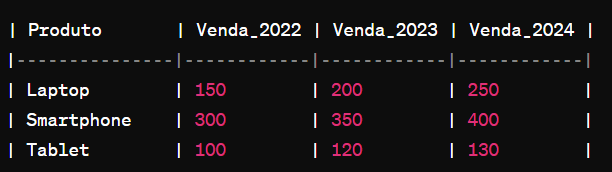 | Produto       | Venda_2022 | Venda_2023 | Venda_2024 |
|---------------|------------|------------|------------|
| Laptop        | 150        | 200        | 250        |
| Smartphone    | 300        | 350        | 400        |
| Tablet        | 100        | 120        | 130        |